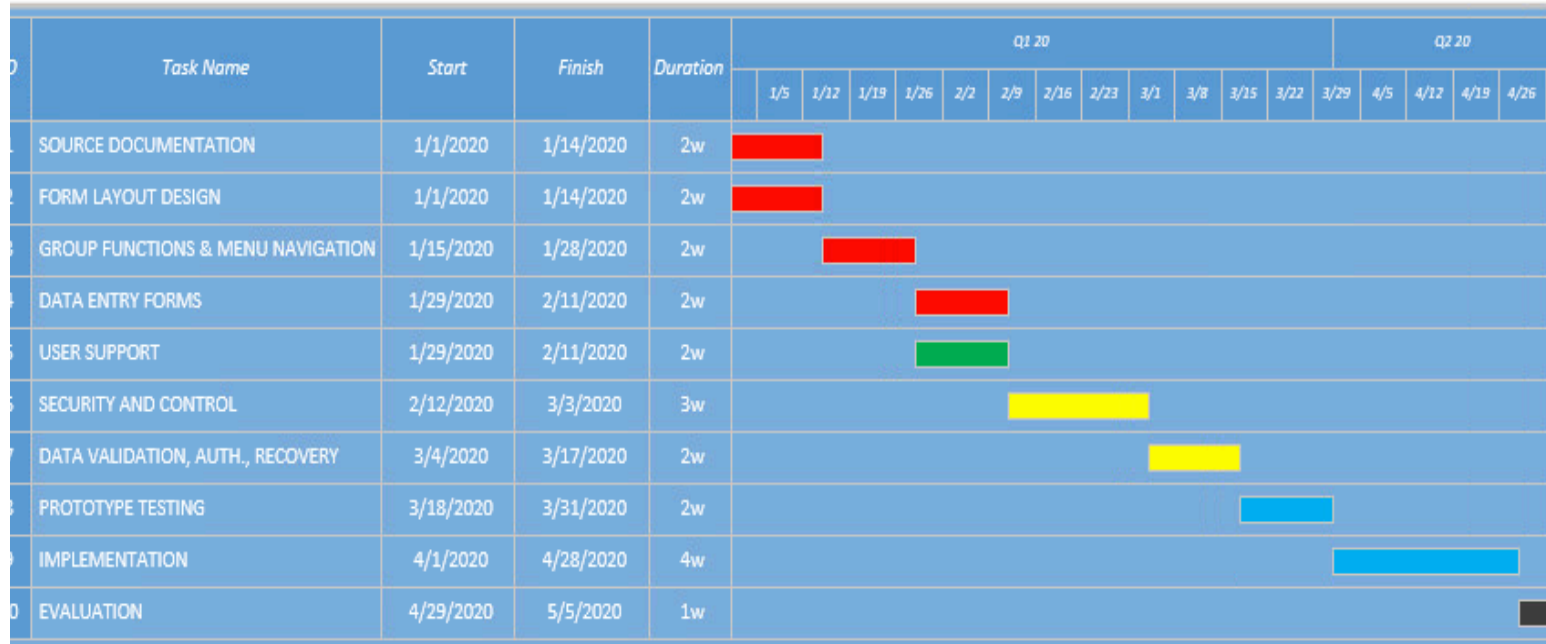 Task Name Start Finish Duration Q1 20 Q2 20
1/5 1/12 1/19 1/26 2/2 2/9 2/16 2/23 3/1 3/8 3/15 3/22 3/29 4/5 4/12 4/19 4/26
SOURCE DOCUMENTATION 1/1/2020 1/14/2020 2w
FORM LAYOUT DESIGN 1/1/2020 1/14/2020 2w
GROUP FUNCTIONS & MENU NAVIGATION 1/15/2020 1/28/2020 2w
DATA ENTRY FORMS 1/29/2020 2/11/2020 2w
USER SUPPORT 1/29/2020 2/11/2020 2w
SECURITY AND CONTROL 2/12/2020 3/3/2020 3w
DATA VALIDATION, AUTH., RECOVERY 3/4/2020 3/17/2020 2w
PROTOTYPE TESTING 3/18/2020 3/31/2020 2w
IMPLEMENTATION 4/1/2020 4/28/2020 4w
EVALUATION 4/29/2020 5/5/2020 1w